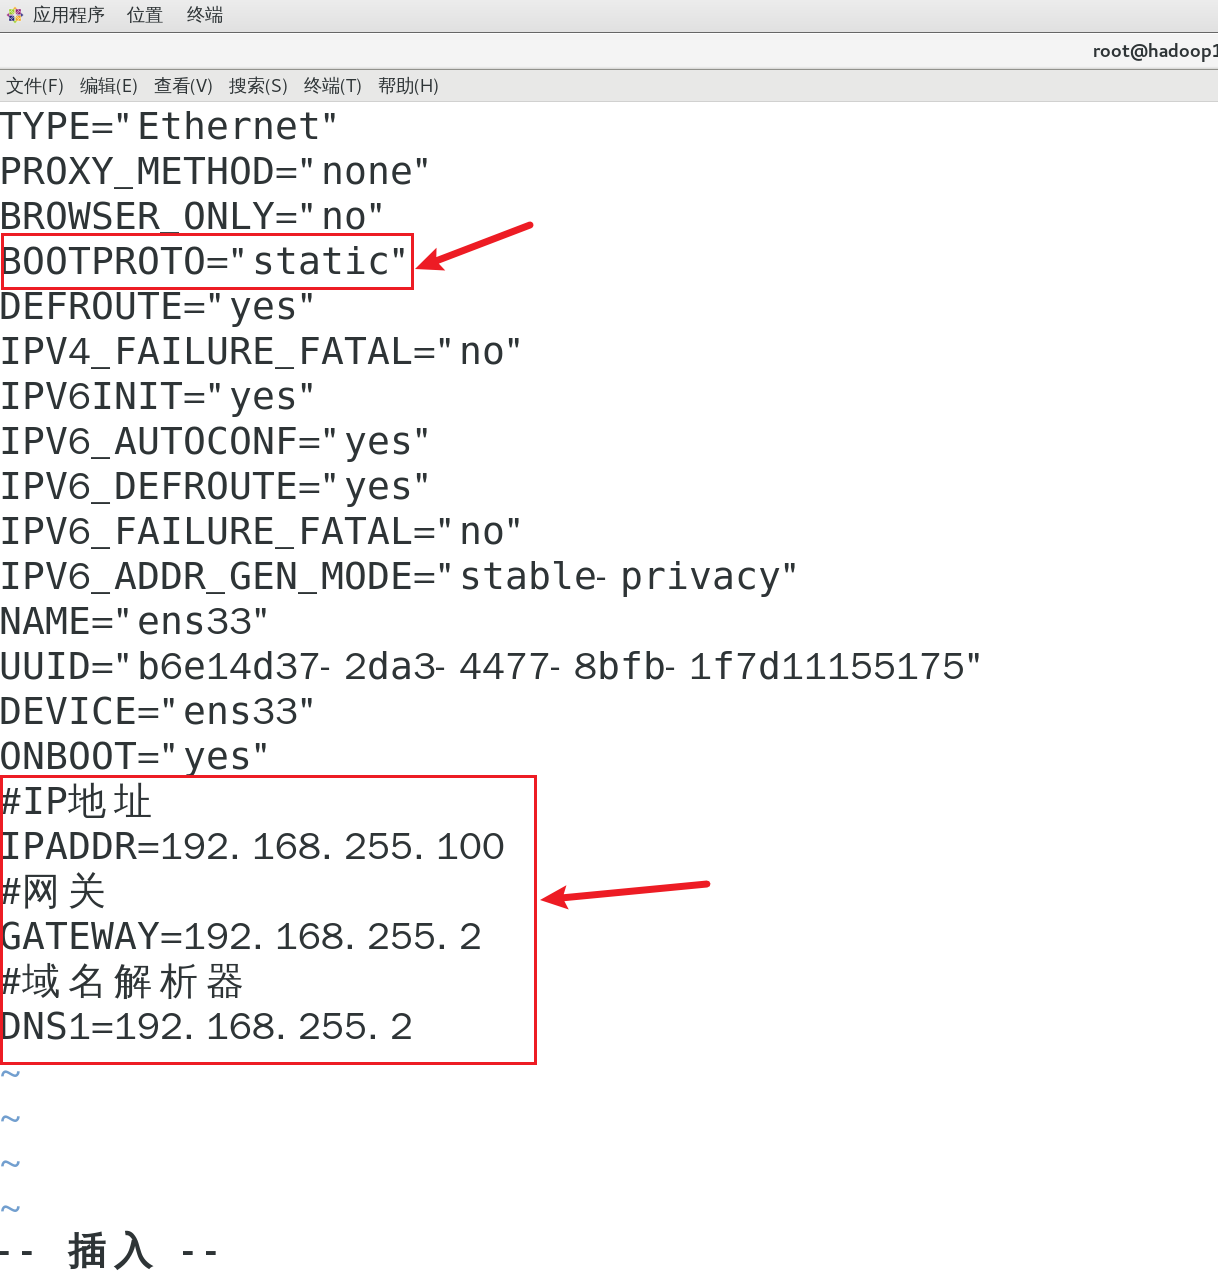 应用程序 位置 终端
root@hadoop1
文件(F) 编辑(E) 查看(V) 搜索(S) 终端(T) 帮助(H)
TYPE="Ethernet"
PROXY_METHOD="none"
BROWSER_ONLY="no"
BOOTPROTO="static"
DEFROUTE="yes"
IPV4_FAILURE_FATAL="no"
IPV6INIT="yes"
IPV6_AUTOCONF="yes"
IPV6_DEFROUTE="yes"
IPV6_FAILURE_FATAL="no"
IPV6_ADDR_GEN_MODE="stable-privacy"
NAME="ens33"
UUID="b6e14d37-2da3-4477-8bfb-1f7d11155175"
DEVICE="ens33"
ONBOOT="yes"
#IP地址
IPADDR=192.168.255.100
#网关
GATEWAY=192.168.255.2
#域名解析器
DNS1=192.168.255.2
~
~
~
~
-- 插入 --